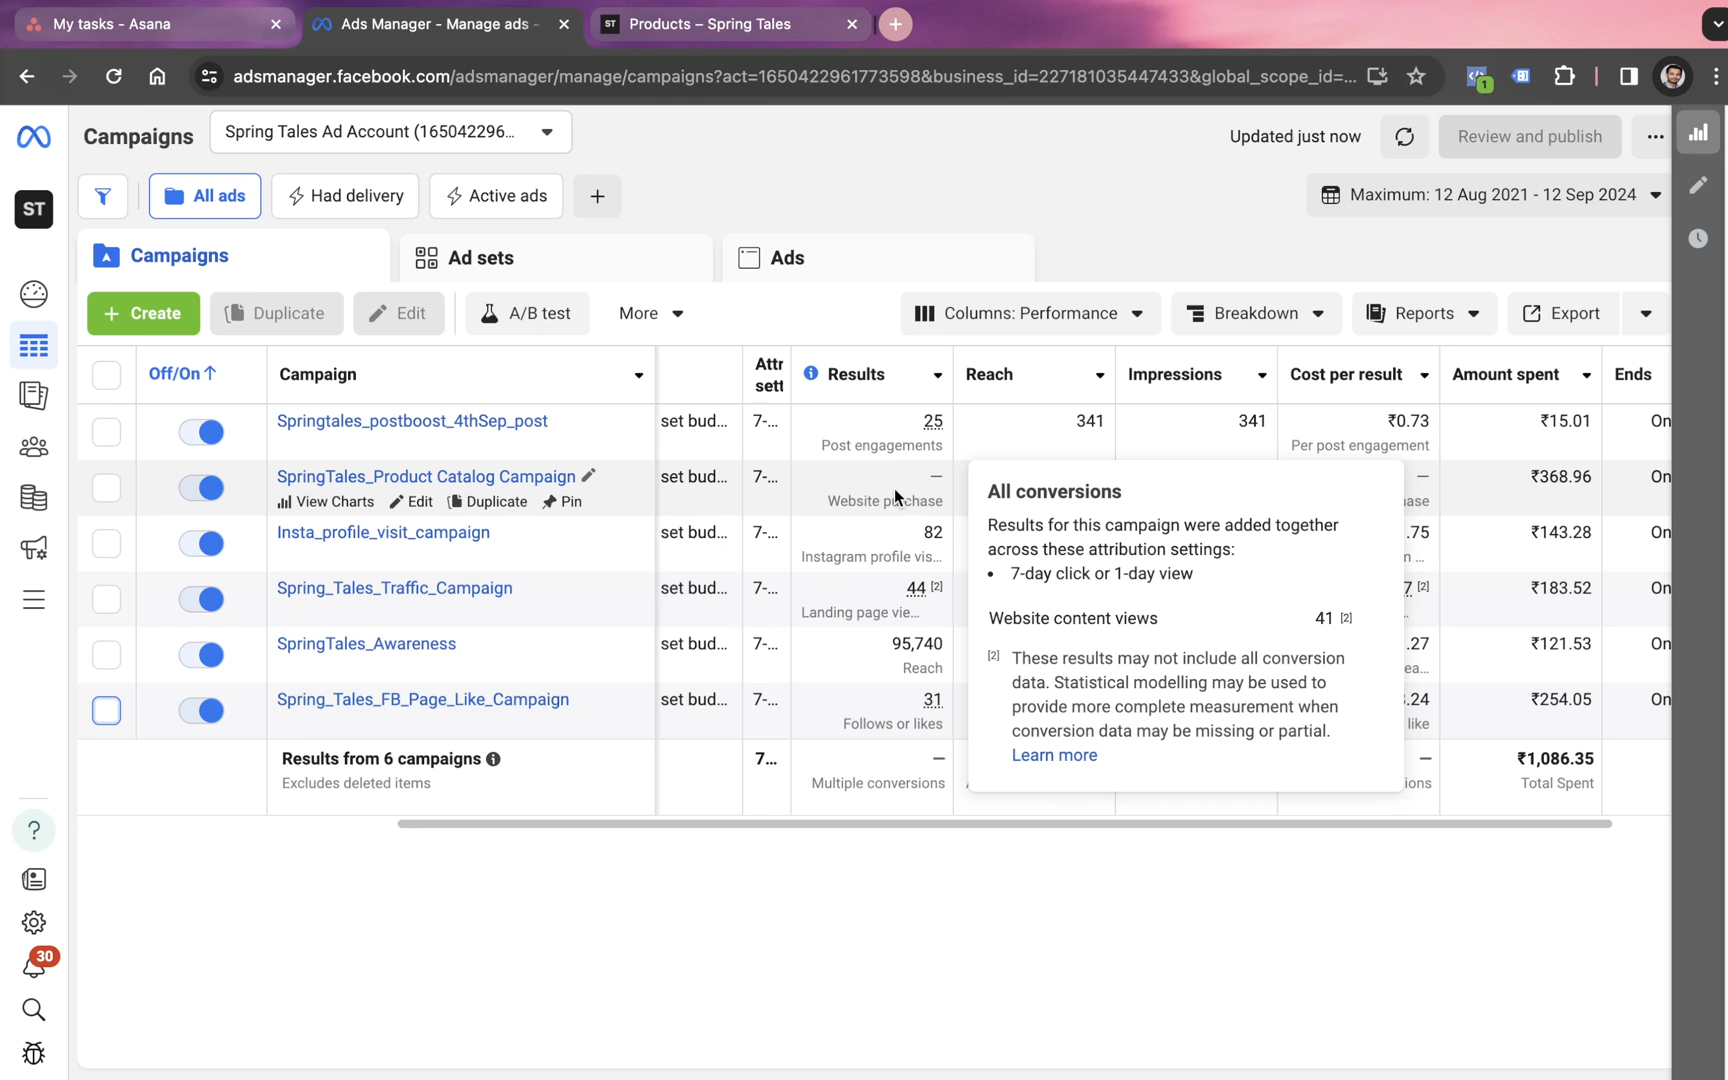 My tasks - Asana
Ads Manager - Manage ads -
ST Products – Spring Tales
adsmanager.facebook.com/adsmanager/manage/campaigns?act=1650422961773598&business_id=227181035447433&global_scope_id=...
1
Campaigns
Spring Tales Ad Account (165042296...
Updated just now
Review and publish
All ads
Had delivery
Active ads
Maximum: 12 Aug 2021 - 12 Sep 2024
ST
Campaigns
Ad sets
Ads
+ Create
Duplicate
Edit
A/B test
More
Columns: Performance
Breakdown
Reports
Export
Off/On↑
Campaign
Attr
sett
Results
Reach
Impressions
Cost per result
Amount spent
Ends
Springtales_postboost_4thSep_post
set bud...
7-...
25
Post engagements
341
341
₹0.73
Per post engagement
₹15.01
On
SpringTales_Product Catalog Campaign
View Charts
Edit
Duplicate
Pin
set bud...
7-...
—
Website purchase
—
ase
₹368.96
On
Insta_profile_visit_campaign
set bud...
7-...
82
Instagram profile vis...
.75
₹143.28
On
Spring_Tales_Traffic_Campaign
set bud...
7-...
44 [2]
Landing page vie...
7 [2]
₹183.52
On
SpringTales_Awareness
set bud...
7-...
95,740
Reach
.27
ea...
₹121.53
On
Spring_Tales_FB_Page_Like_Campaign
set bud...
7-...
31
Follows or likes
.24
like
₹254.05
On
Results from 6 campaigns
Excludes deleted items
7...
—
Multiple conversions
—
ions
₹1,086.35
Total Spent
All conversions
Results for this campaign were added together
across these attribution settings:
• 7-day click or 1-day view
Website content views 41 [2]
[2] These results may not include all conversion
data. Statistical modelling may be used to
provide more complete measurement when
conversion data may be missing or partial.
Learn more
?
30